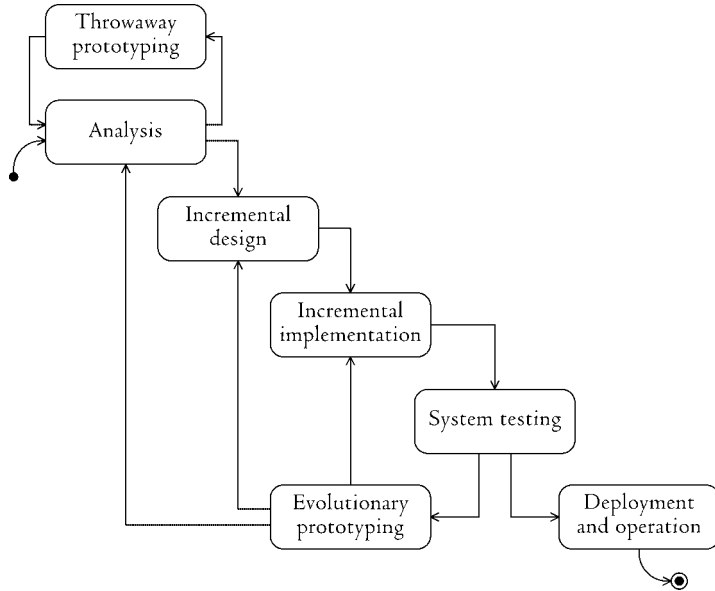 Throwaway
prototyping
Analysis
Incremental
design
Incremental
implementation
System testing
Evolutionary
prototyping
Deployment
and operation